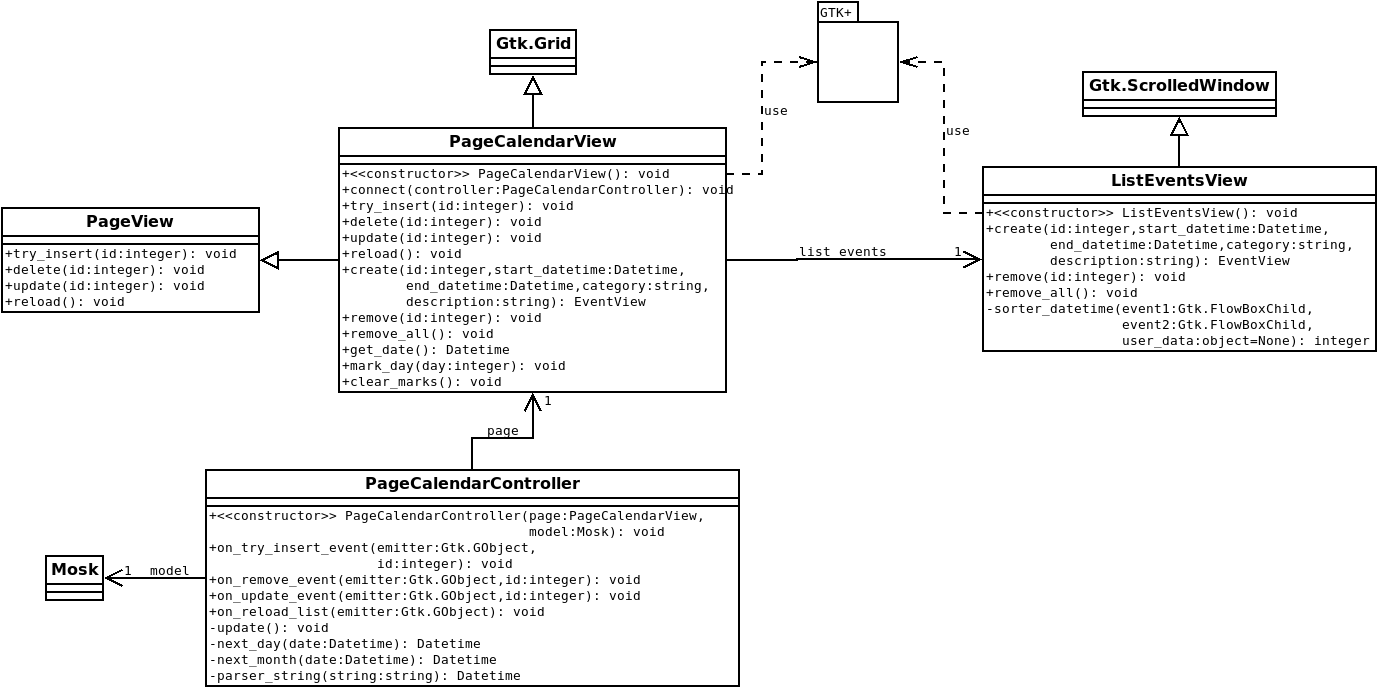 GTK+
Gtk.Grid
use
use
Gtk.ScrolledWindow
PageCalendarView
+<<constructor>> PageCalendarView(): void
+connect(controller:PageCalendarController): void
+try_insert(id:integer): void
+delete(id:integer): void
+update(id:integer): void
+reload(): void
+create(id:integer,start_datetime:Datetime,
end_datetime:Datetime,category:string,
description:string): EventView
+remove(id:integer): void
+remove_all(): void
+get_date(): Datetime
+mark_day(day:integer): void
+clear_marks(): void
ListEventsView
+<<constructor>> ListEventsView(): void
+create(id:integer,start_datetime:Datetime,
end_datetime:Datetime,category:string,
description:string): EventView
+remove(id:integer): void
+remove_all(): void
-sorter_datetime(event1:Gtk.FlowBoxChild,
event2:Gtk.FlowBoxChild,
user_data:object=None): integer
PageView
+try_insert(id:integer): void
+delete(id:integer): void
+update(id:integer): void
+reload(): void
list events 1
1
page
PageCalendarController
+<<constructor>> PageCalendarController(page:PageCalendarView,
model:Mosk): void
+on_try_insert_event(emitter:Gtk.GObject,
id:integer): void
+on_remove_event(emitter:Gtk.GObject,id:integer): void
+on_update_event(emitter:Gtk.GObject,id:integer): void
+on_reload_list(emitter:Gtk.GObject): void
-update(): void
-next_day(date:Datetime): Datetime
-next_month(date:Datetime): Datetime
-parser_string(string:string): Datetime
Mosk
1 model